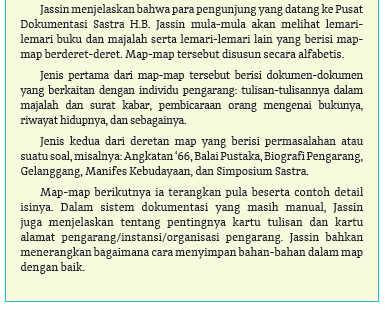 Jassin menjelaskan bahwa para pengunjung yang datang ke Pusat
Dokumentasi Sastra H.B. Jassin mula-mula akan melihat lemari-
lemari buku dan majalah serta lemari-lemari lain yang berisi map-
map berderet-deret. Map-map tersebut disusun secara alfabetis.
Jenis pertama dari map-map tersebut berisi dokumen-dokumen
yang berkaitan dengan individu pengarang: tulisan-tulisannya dalam
majalah dan surat kabar, pembicaraan orang mengenai bukunya,
riwayat hidupnya, dan sebagainya.
Jenis kedua dari deretan map yang berisi permasalahan atau
suatu soal, misalnya: Angkatan ‘66, Balai Pustaka, Biografi Pengarang,
Gelanggang, Manifes Kebudayaan, dan Simposium Sastra.
Map-map berikutnya ia terangkan pula beserta contoh detail
isinya. Dalam sistem dokumentasi yang masih manual, Jassin
juga menjelaskan tentang pentingnya kartu tulisan dan kartu
alamat pengarang/instansi/organisasi pengarang. Jassin bahkan
menerangkan bagaimana cara menyimpan bahan-bahan dalam map
dengan baik.